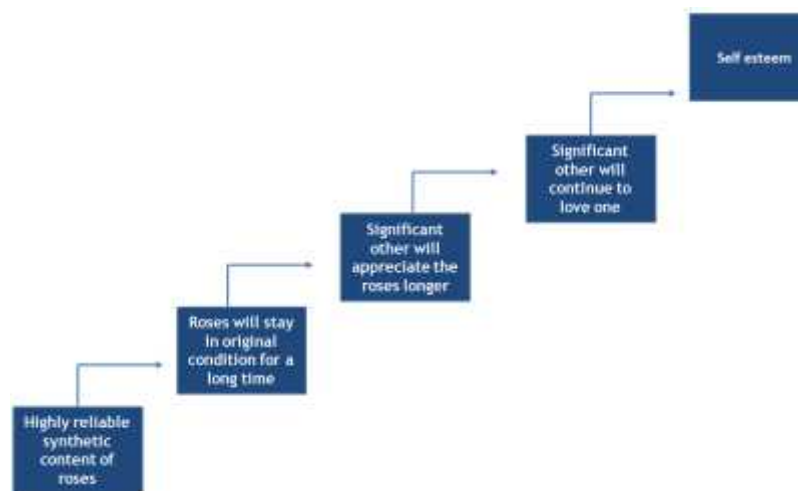 Self esteem
Significant
other will
continue to
love one
Significant
other will
appreciate the
roses longer
Roses will stay
in original
condition for a
long time
Highly reliable
synthetic
content of
roses